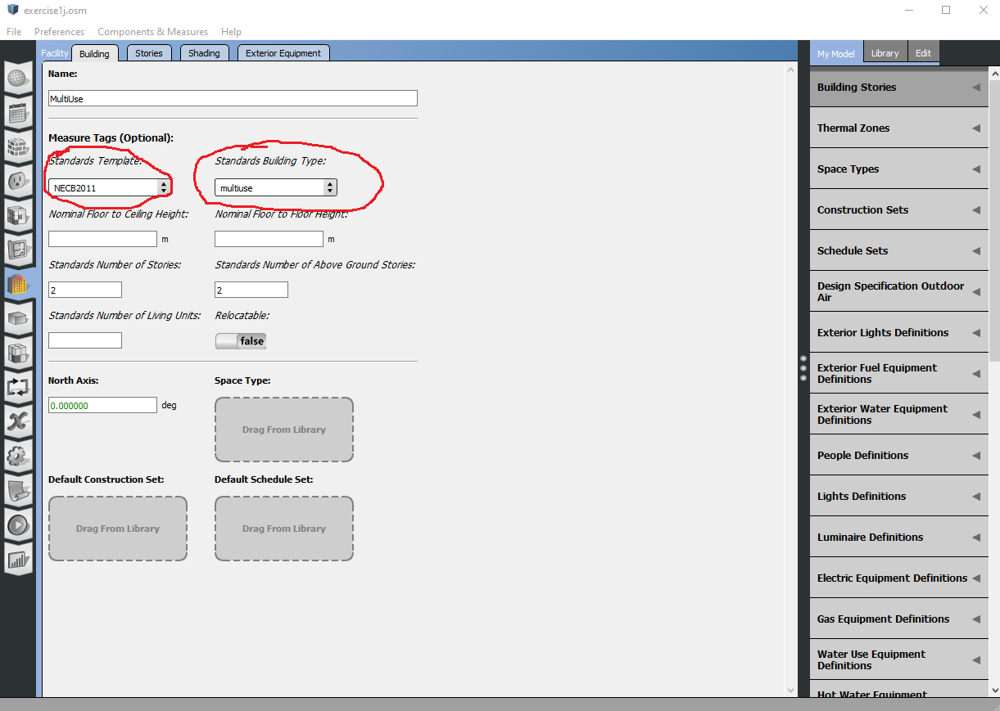 exercise1j.osm
File Preferences Components & Measures Help
Facility Building Stories Shading Exterior Equipment
My Model Library Edit
Name:
MultiUse
Measure Tags (Optional):
Standards Template: Standards Building Type:
NECB2011 multiuse
Nominal Floor to Ceiling Height: Nominal Floor to Floor Height:
m m
Standards Number of Stories: Standards Number of Above Ground Stories:
2 2
Standards Number of Living Units: Relocatable:
false
North Axis: Space Type:
0.000000 deg
Drag From Library
Default Construction Set: Default Schedule Set:
Drag From Library Drag From Library
Building Stories
Thermal Zones
Space Types
Construction Sets
Schedule Sets
Design Specification Outdoor
Air
Exterior Lights Definitions
Exterior Fuel Equipment
Definitions
Exterior Water Equipment
Definitions
People Definitions
Lights Definitions
Luminaire Definitions
Electric Equipment Definitions
Gas Equipment Definitions
Water Use Equipment
Definitions
Hot Water Equipment